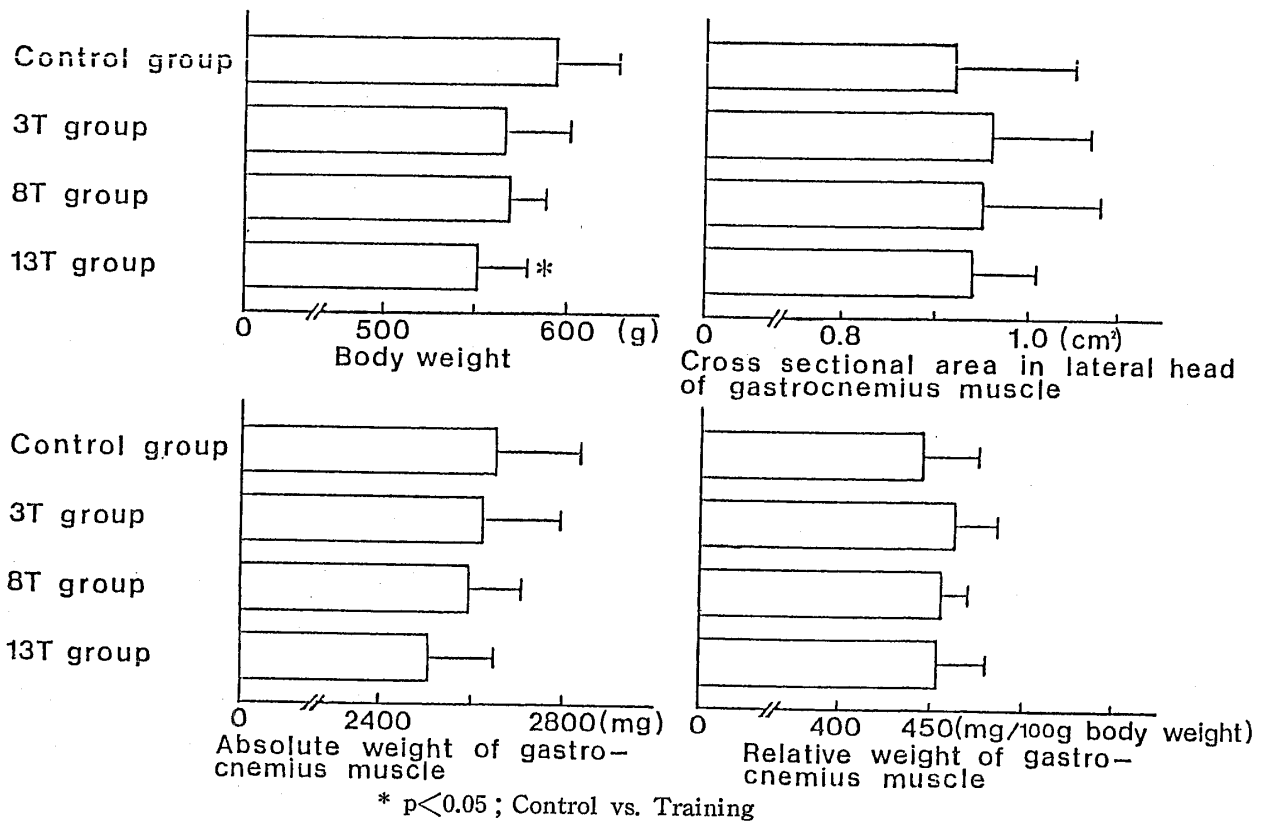 Control group
3T group
8T group
13T group
*
0 500 600 (g)
Body weight
0 0.8 1.0 (cm²)
Cross sectional area in lateral head
of gastrocnemius muscle
Control group
3T group
8T group
13T group
0 2400 2800(mg)
Absolute weight of gastro–
cnemius muscle
0 400 450(mg/100g body weight)
Relative weight of gastro–
cnemius muscle
* p<0.05 ; Control vs. Training